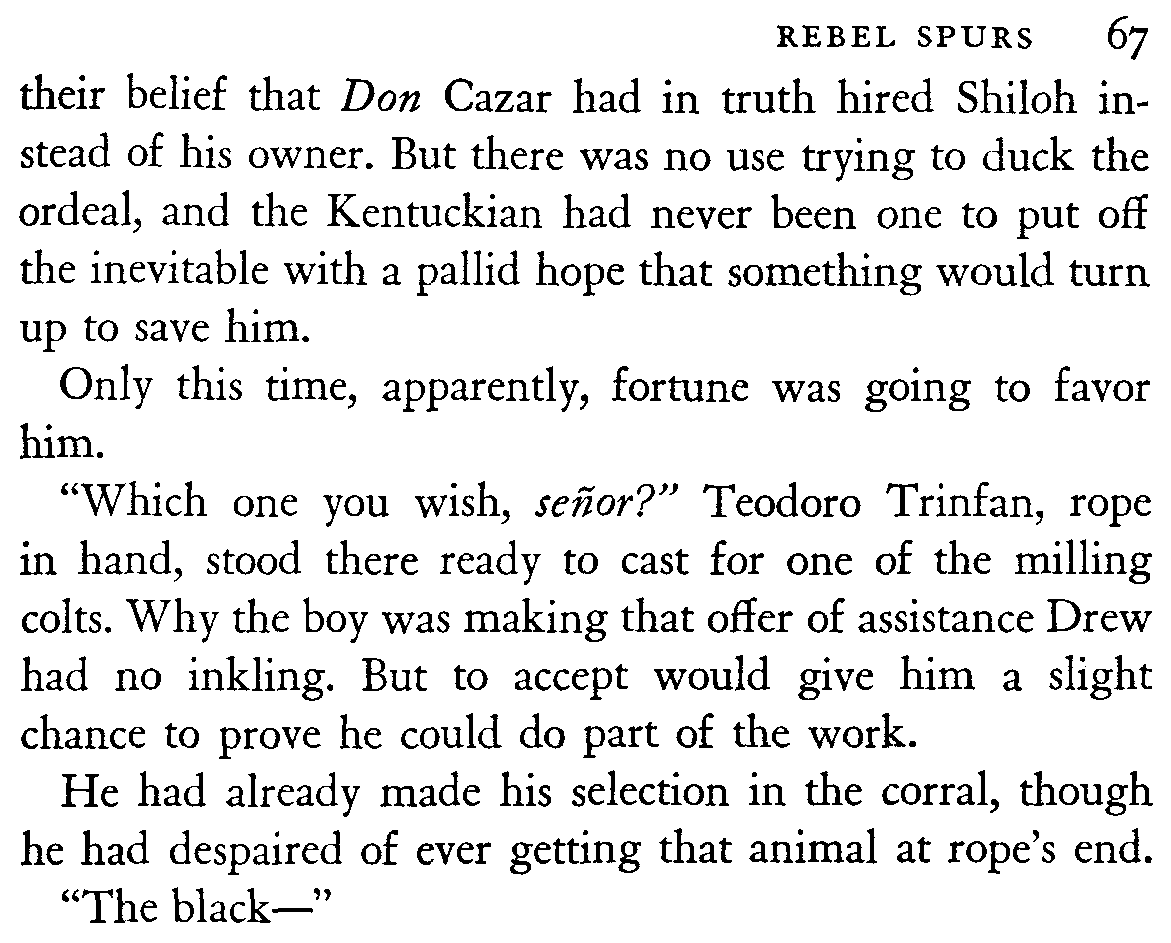 REBEL SPURS 67
their belief that Don Cazar had in truth hired Shiloh in-
stead of his owner. But there was no use trying to duck the
ordeal, and the Kentuckian had never been one to put off
the inevitable with a pallid hope that something would turn
up to save him.
Only this time, apparently, fortune was going to favor
him.
“Which one you wish, señor?” Teodoro Trinfan, rope
in hand, stood there ready to cast for one of the milling
colts. Why the boy was making that offer of assistance Drew
had no inkling. But to accept would give him a slight
chance to prove he could do part of the work.
He had already made his selection in the corral, though
he had despaired of ever getting that animal at rope’s end.
“The black—”